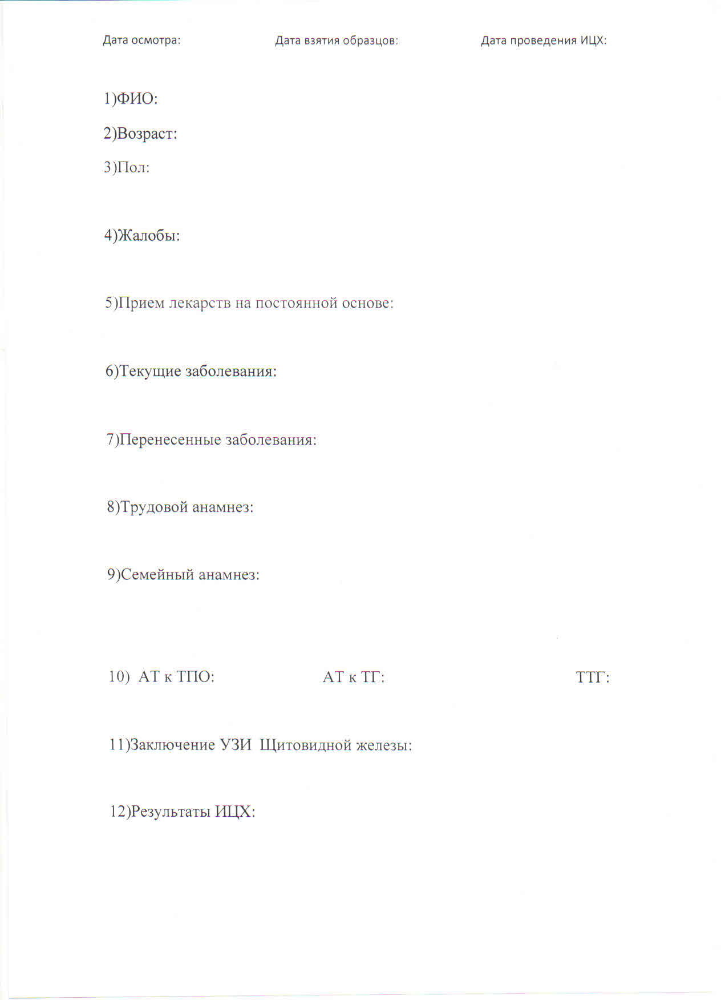 Дата осмотра: Дата взятия образцов: Дата проведения ИЦХ:
1)ФИО:
2)Возраст:
3)Пол:
4)Жалобы:
5)Прием лекарств на постоянной основе:
6)Текущие заболевания:
7)Перенесенные заболевания:
8)Трудовой анамнез:
9)Семейный анамнез:
10) АТ к ТПО: АТ к ТГ: ТТГ:
11)Заключение УЗИ Щитовидной железы:
12)Результаты ИЦХ: